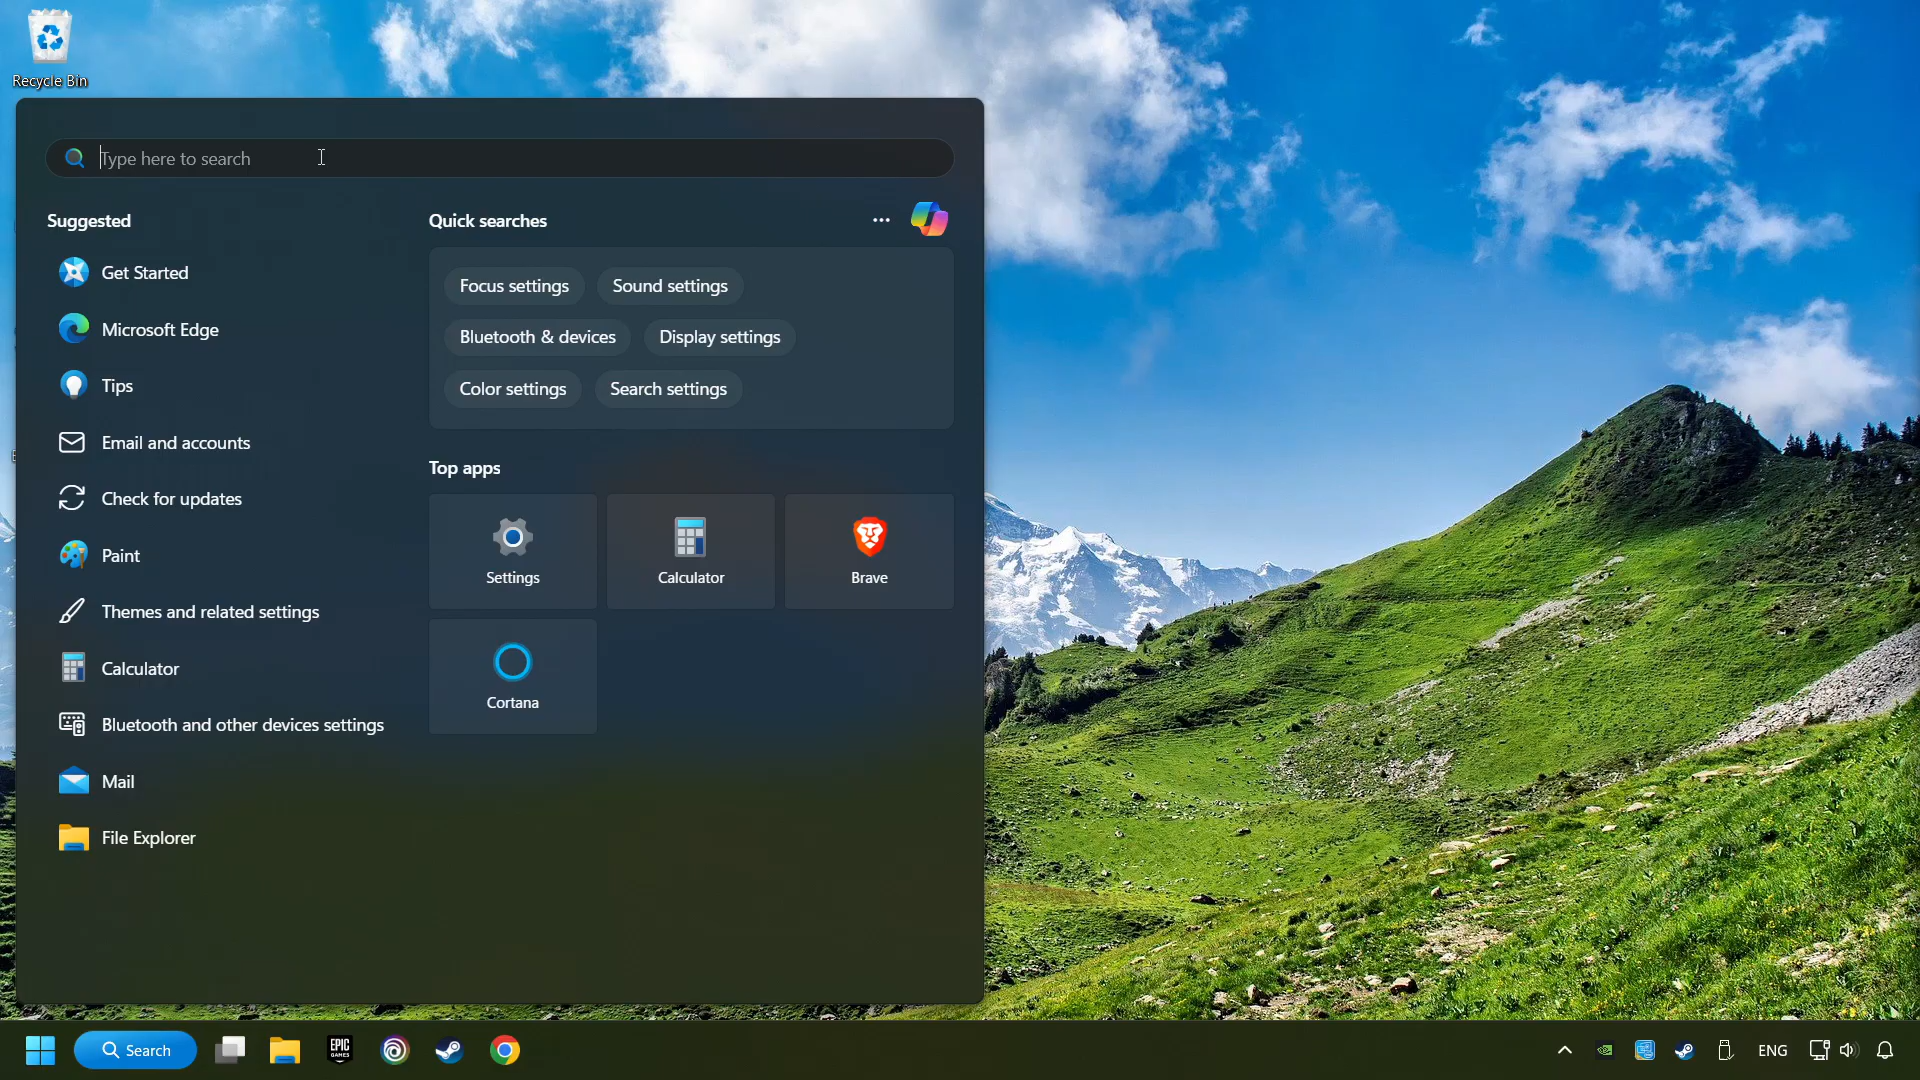 Recycle Bin
Type here to search
Suggested
Get Started
Microsoft Edge
Tips
Email and accounts
Check for updates
Paint
Themes and related settings
Calculator
Bluetooth and other devices settings
Mail
File Explorer
Quick searches
Focus settings
Sound settings
Bluetooth & devices
Display settings
Color settings
Search settings
Top apps
Settings
Calculator
Brave
Cortana
Search
EPIC
GAMES
ENG